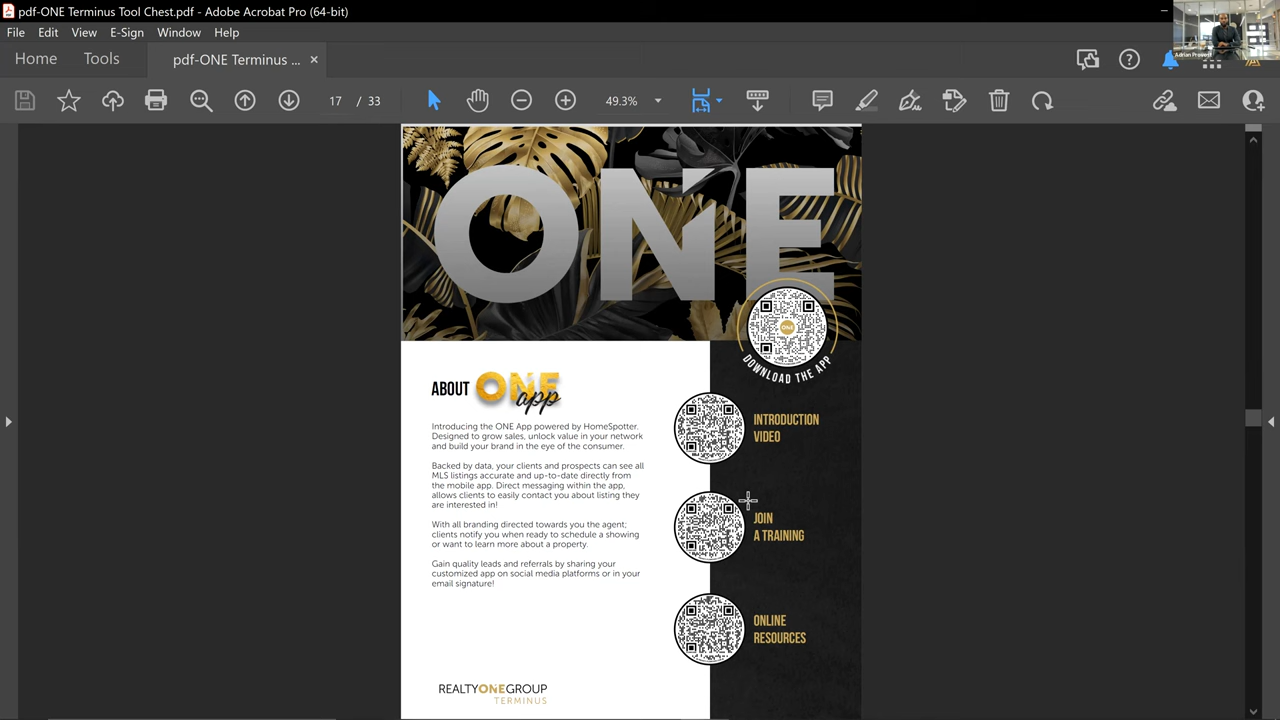 pdf-ONE Terminus Tool Chest.pdf - Adobe Acrobat Pro (64-bit)
File Edit View E-Sign Window Help
Home Tools pdf-ONE Terminus ... ×
17 / 33 49.3%
Adrian Provost
ONE
ONE
DOWNLOAD THE APP
ABOUT ONE app
Introducing the ONE App powered by HomeSpotter.
Designed to grow sales, unlock value in your network
and build your brand in the eye of the consumer.
Backed by data, your clients and prospects can see all
MLS listings accurate and up-to-date directly from
the mobile app. Direct messaging within the app,
allows clients to easily contact you about listing they
are interested in!
With all branding directed towards you the agent;
clients notify you when ready to schedule a showing
or want to learn more about a property.
Gain quality leads and referrals by sharing your
customized app on social media platforms or in your
email signature!
INTRODUCTION
VIDEO
JOIN
A TRAINING
ONLINE
RESOURCES
REALTYONEGROUP
TERMINUS